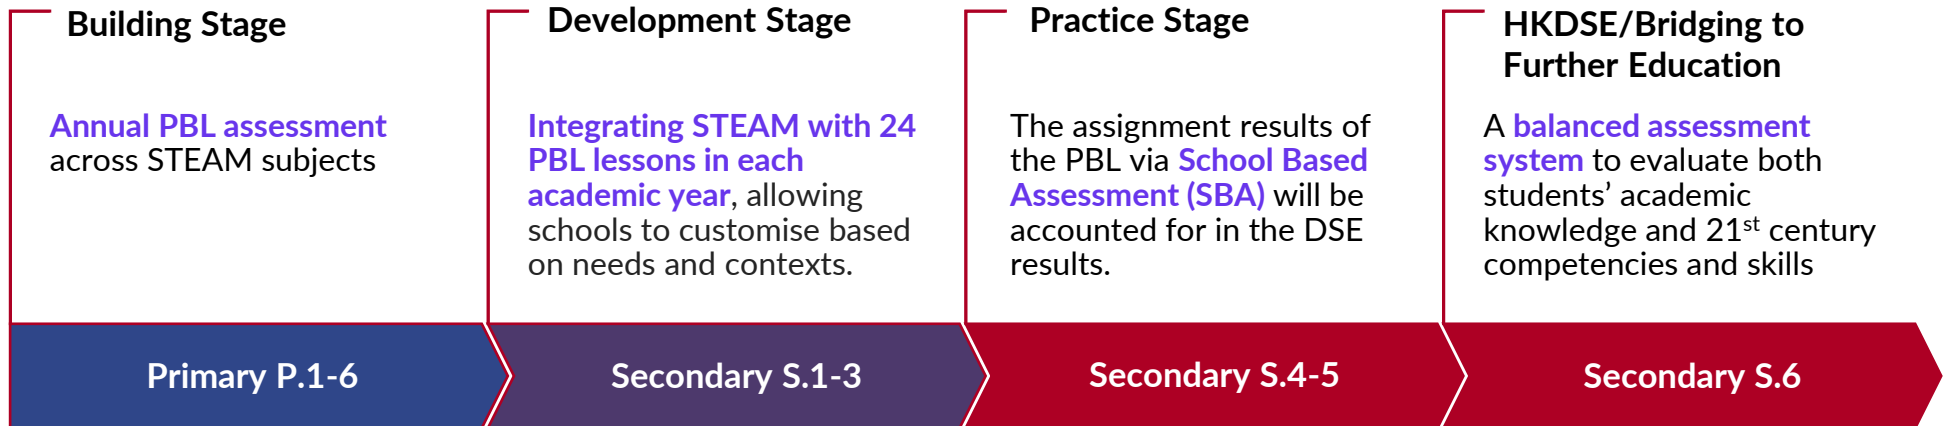 Building Stage
Annual PBL assessment
across STEAM subjects
Primary P.1-6
Development Stage
Integrating STEAM with 24
PBL lessons in each
academic year, allowing
schools to customise based
on needs and contexts.
Secondary S.1-3
Practice Stage
The assignment results of
the PBL via School Based
Assessment (SBA) will be
accounted for in the DSE
results.
Secondary S.4-5
HKDSE/Bridging to
Further Education
A balanced assessment
system to evaluate both
students’ academic
knowledge and 21st century
competencies and skills
Secondary S.6